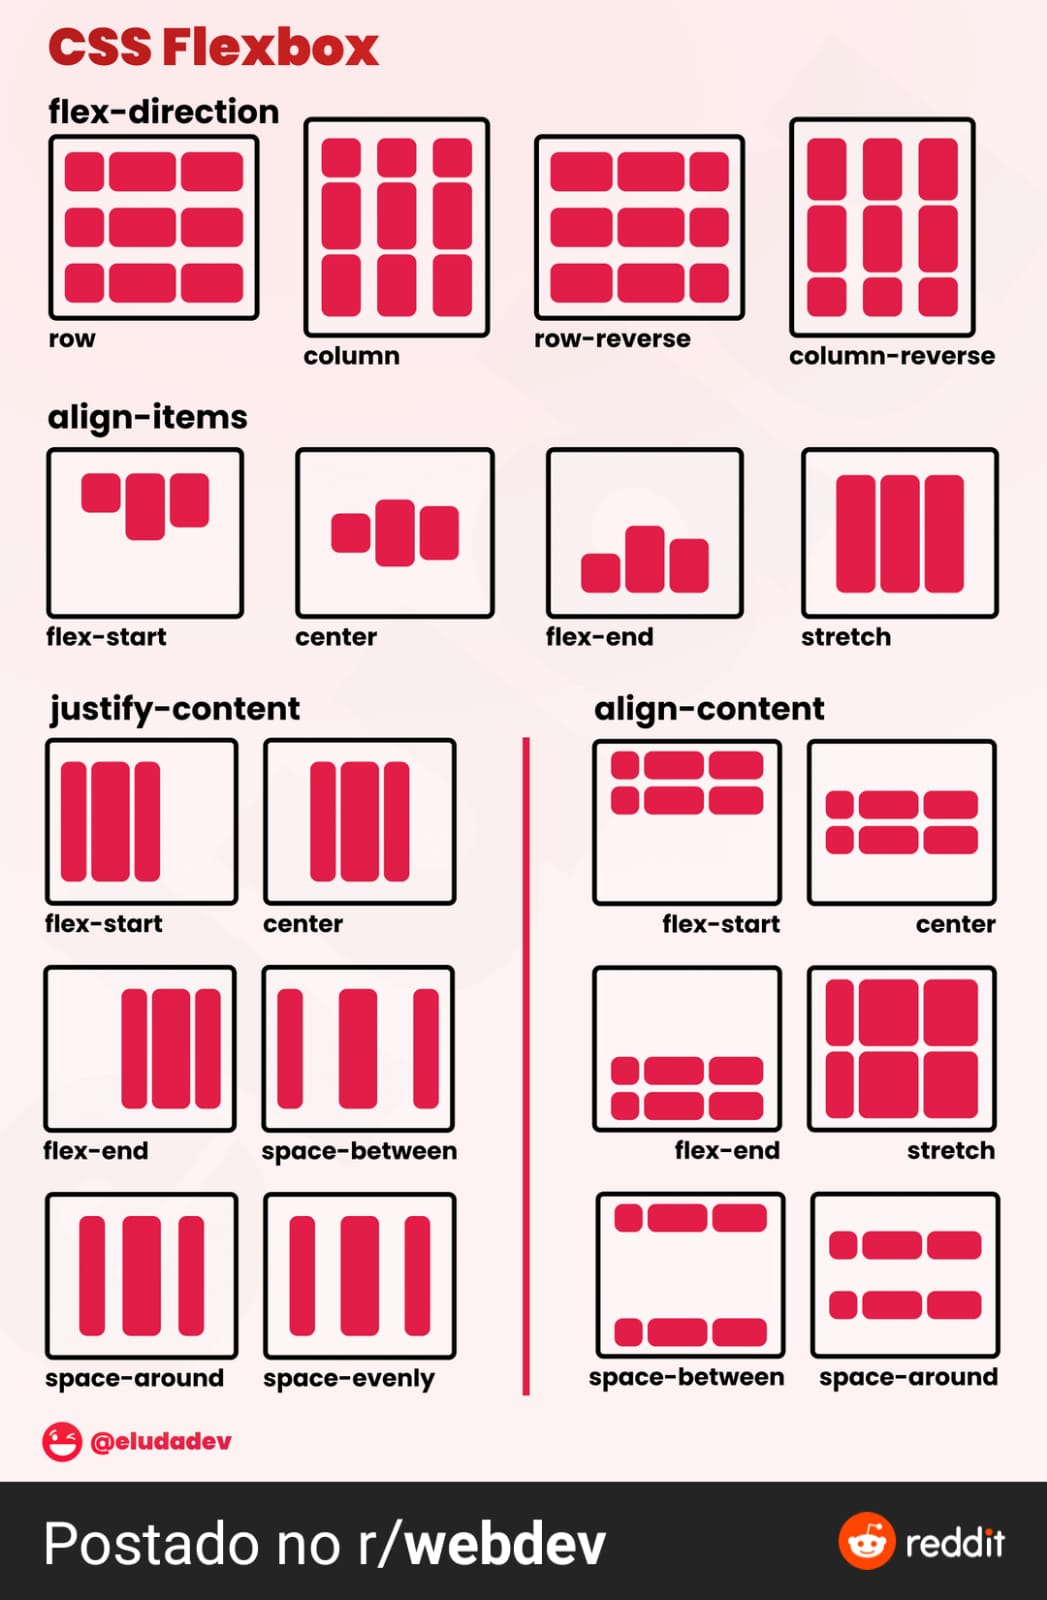 CSS Flexbox
flex-direction
row
column
row-reverse
column-reverse
align-items
flex-start
center
flex-end
stretch
justify-content
flex-start
center
flex-end
space-between
space-around
space-evenly
align-content
flex-start
center
flex-end
stretch
space-between
space-around
@eludadev
Postado no r/webdev
reddit